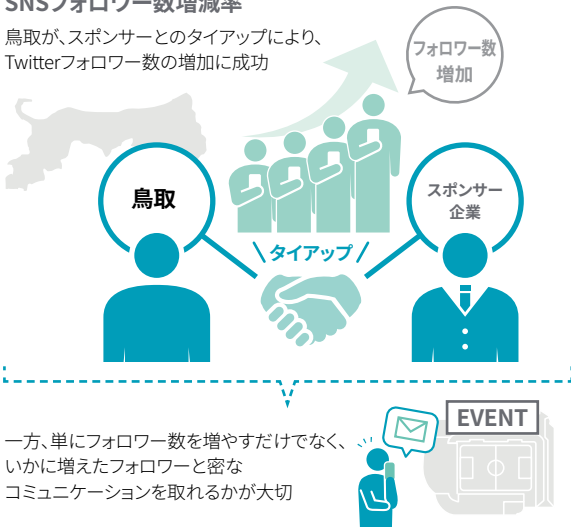 SNSフォロワー数増減率
鳥取が、スポンサーとのタイアップにより、
Twitterフォロワー数の増加に成功
フォロワー数
増加
鳥取
スポンサー
企業
タイアップ
一方、単にフォロワー数を増やすだけでなく、
いかに増えたフォロワーと密な
コミュニケーションを取れるかが大切
EVENT